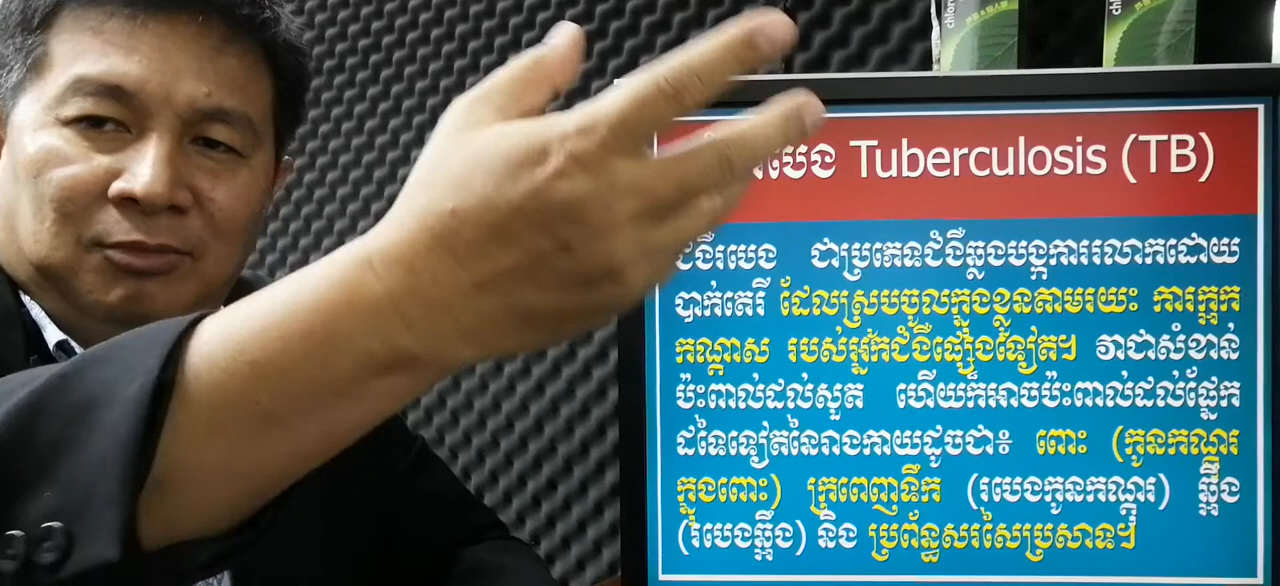 របេង Tuberculosis (TB)
ជំងឺរបេង ជាប្រភេទជំងឺឆ្លងបង្កការរលាកដោយ
បាក់តេរី ដែលស្រូបចូលក្នុងខ្លួនតាមរយៈ ការក្អក
កណ្តាស របស់អ្នកជំងឺផ្សេងទៀត។ វាជាសំខាន់
ប៉ះពាល់ដល់សួត ហើយក៏អាចប៉ះពាល់ដល់ផ្នែក
ដទៃទៀតនៃរាងកាយដូចជា៖ ពោះ (កូនកណ្តុរ
ក្នុងពោះ) ក្រពេញទឹក (របេងកូនកណ្តុរ) ឆ្អឹង
(របេងឆ្អឹង) និង ប្រព័ន្ធសរសៃប្រសាទ។